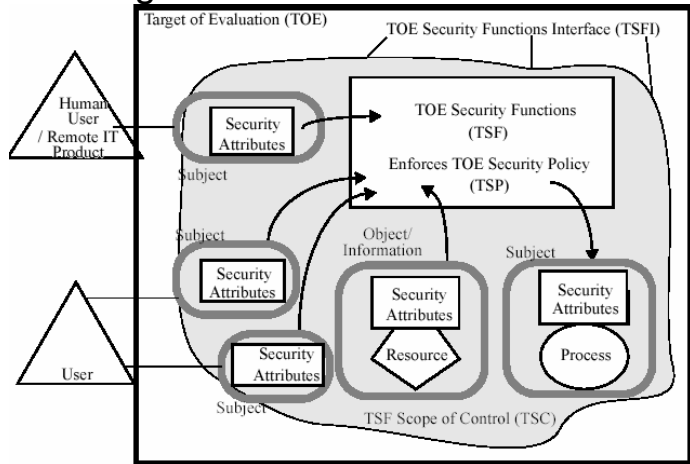 Target of Evaluation (TOE)
TOE Security Functions Interface (TSFI)
Human
User
/ Remote IT
Product
Security
Attributes
Subject
TOE Security Functions
(TSF)
Enforces TOE Security Policy
(TSP)
Subject
Security
Attributes
Object/
Information
Subject
Security
Attributes
Resource
Security
Attributes
Process
User
Security
Attributes
Subject
TSF Scope of Control (TSC)